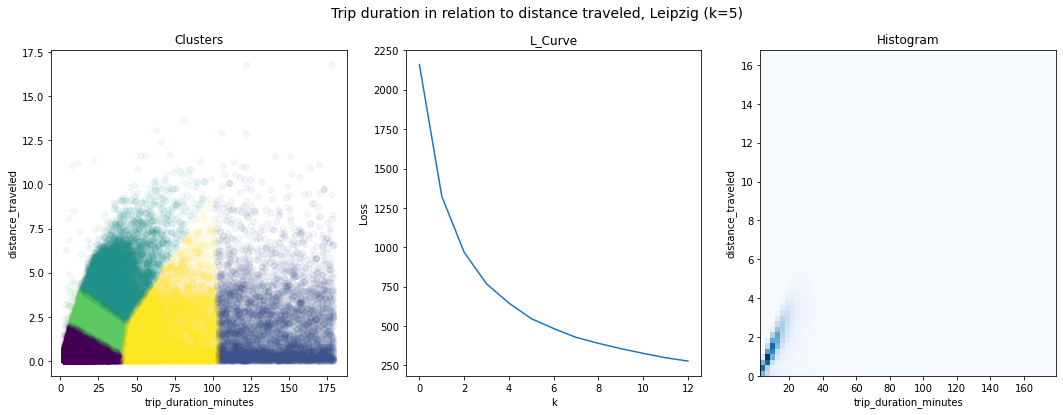 Trip duration in relation to distance traveled, Leipzig (k=5)
Clusters
17.5
15.0
12.5
10.0
7.5
5.0
2.5
0.0
distance_traveled
0 25 50 75 100 125 150 175
trip_duration_minutes
L_Curve
2250
2000
1750
1500
1250
1000
750
500
250
Loss
0 2 4 6 8 10 12
k
Histogram
16
14
12
10
8
6
4
2
0
distance_traveled
20 40 60 80 100 120 140 160
trip_duration_minutes